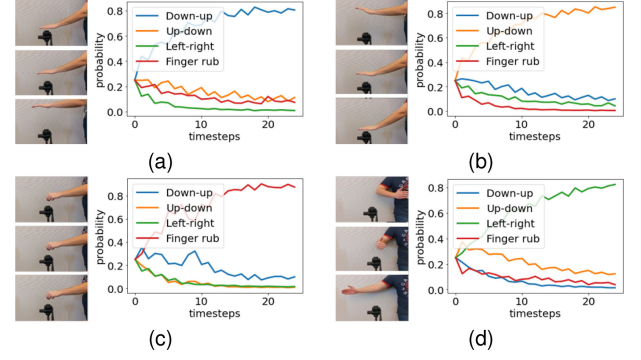 0.8
0.6
0.4
0.2
0.0
probability
Down-up
Up-down
Left-right
Finger rub
0
10
20
timesteps
(a)
0.8
0.6
0.4
0.2
0.0
probability
Down-up
Up-down
Left-right
Finger rub
0
10
20
timesteps
(b)
0.8
0.6
0.4
0.2
0.0
probability
Down-up
Up-down
Left-right
Finger rub
0
10
20
timesteps
(c)
0.8
0.6
0.4
0.2
0.0
probability
Down-up
Up-down
Left-right
Finger rub
0
10
20
timesteps
(d)